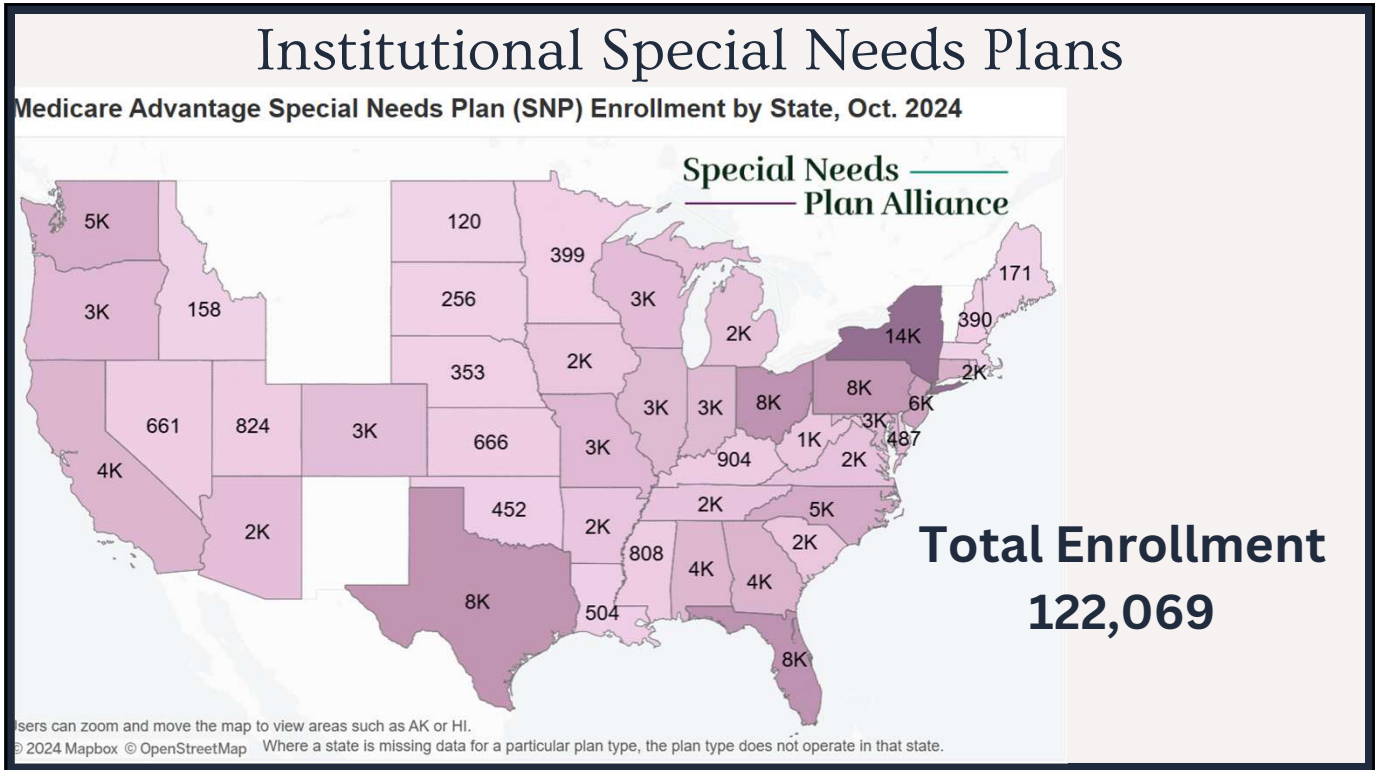 Institutional Special Needs Plans
Medicare Advantage Special Needs Plan (SNP) Enrollment by State, Oct. 2024
Special Needs
Plan Alliance
5K
120
399
171
256
3K
3K
158
390
2K
14K
2K
353
2K
8K
8K
6K
3K
3K
3K
661
824
3K
666
3K
1K
487
904
2K
4K
452
2K
2K
5K
2K
808
2K
4K
4K
8K
504
8K
Total Enrollment
122,069
Users can zoom and move the map to view areas such as AK or HI.
© 2024 Mapbox © OpenStreetMap Where a state is missing data for a particular plan type, the plan type does not operate in that state.